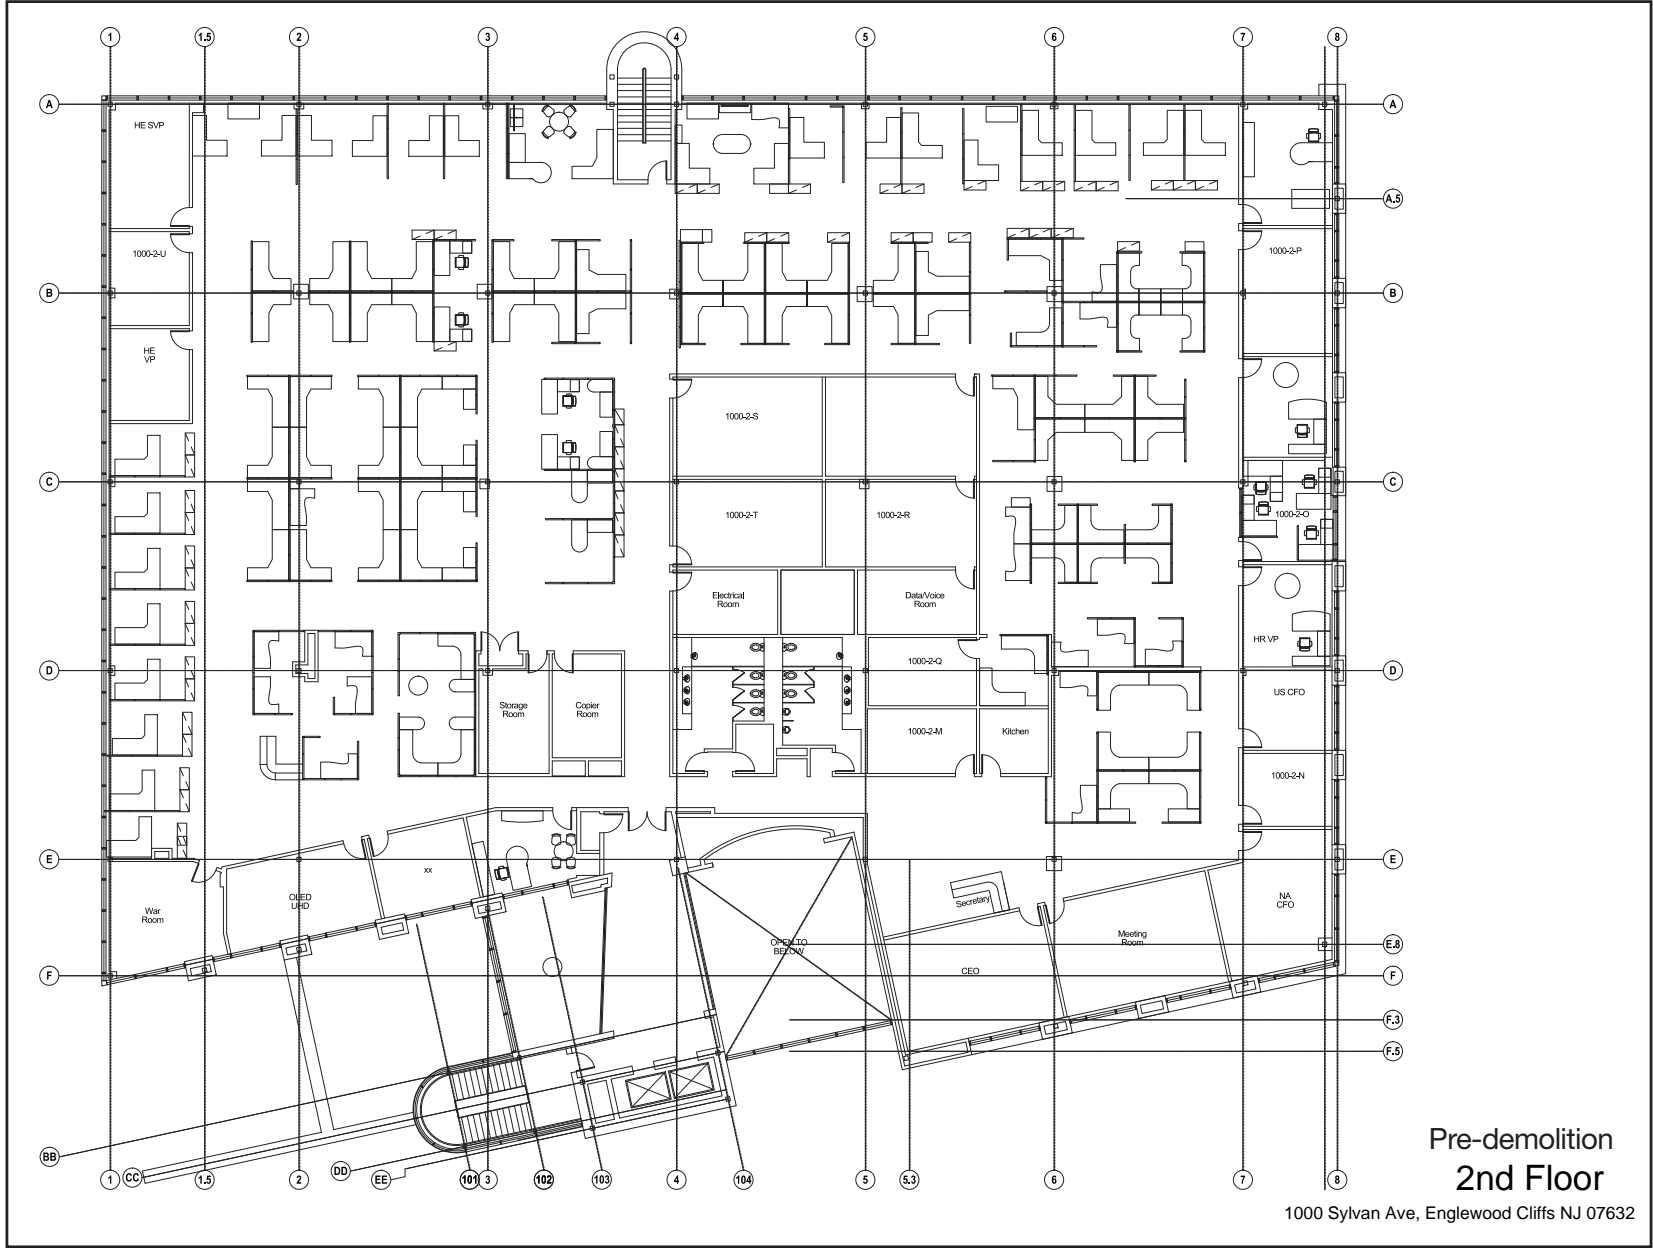 1 1.5 2 3 4 5 6 7 8
A A
HE SVP
A.5
1000-2-U
1000-2-P
B B
HE
VP
1000-2-S
C C
1000-2-T
1000-2-R
1000-2-O
Electrical
Room
Data/Voice
Room
HR VP
1000-2-Q
D D
US CFO
Storage
Room
Copier
Room
1000-2-M
Kitchen
1000-2-N
E E
xx
OLED
UHD
War
Room
Secretary
NA
CFO
Meeting
Room
OPEN TO
BELOW
E.8
CEO
F F
F.3
F.5
BB
CC
DD
EE
1 1.5 2 101 3 102 103 4 104 5 5.3 6 7 8
Pre-demolition
2nd Floor
1000 Sylvan Ave, Englewood Cliffs NJ 07632